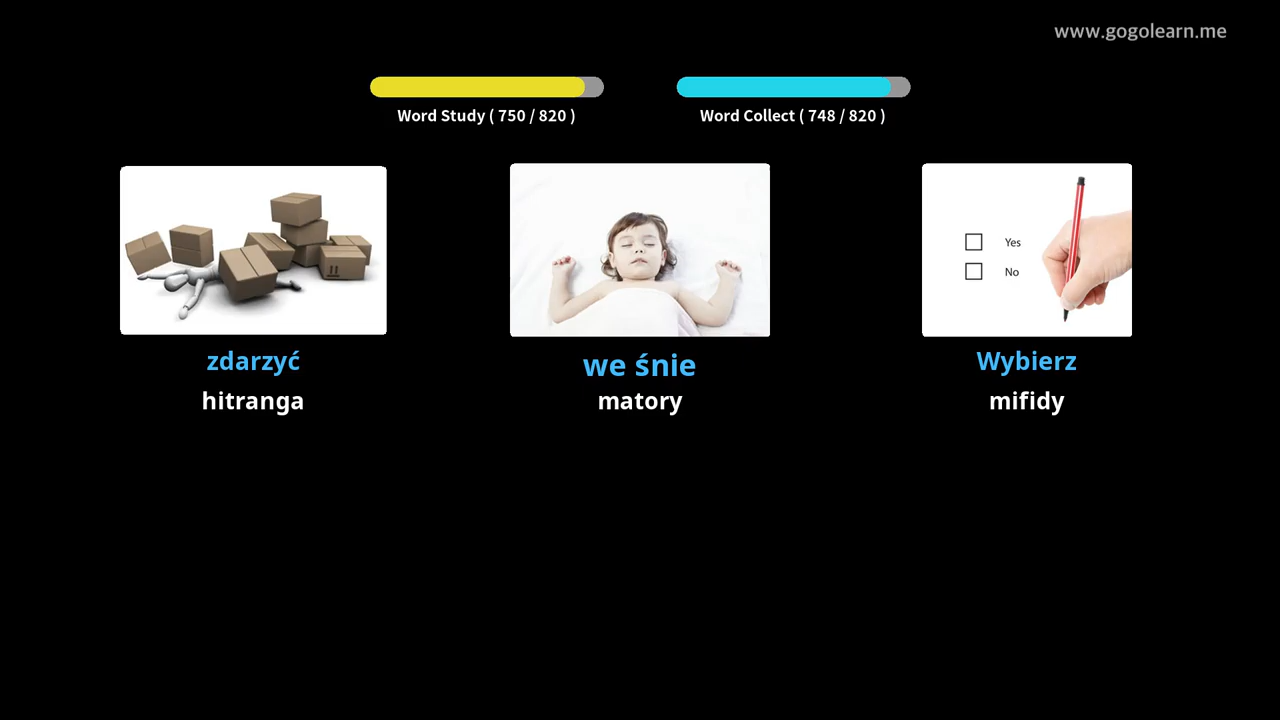 www.gogolearn.me
Word Study ( 750 / 820 )
Word Collect ( 748 / 820 )
Yes
No
zdarzyć
hitranga
we śnie
matory
Wybierz
mifidy